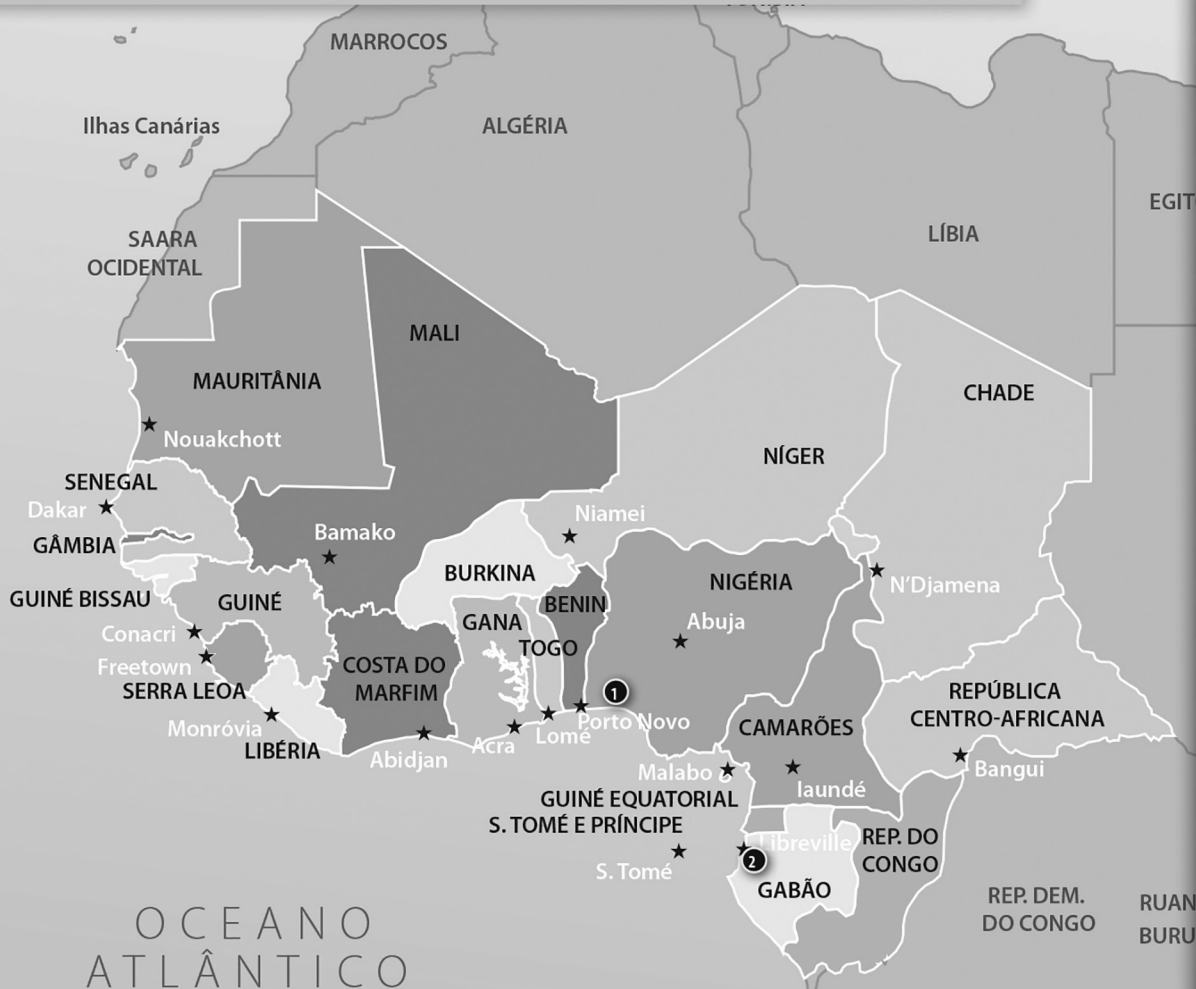 MARROCOS
Ilhas Canárias
ALGÉRIA
LÍBIA
SAARA
OCIDENTAL
MALI
MAURITÂNIA
CHADE
Nouakchott
NÍGER
SENEGAL
Dakar
Niamei
Bamako
GÂMBIA
BURKINA
NIGÉRIA
N'Djamena
GUINÉ BISSAU
GUINÉ
BENIN
GANA
Abuja
Conacri
TOGO
Freetown
COSTA DO
MARFIM
SERRA LEOA
1
REPÚBLICA
CENTRO-AFRICANA
Monróvia
Porto Novo
CAMARÕES
Lomé
Acra
LIBÉRIA
Abidjan
Malabo
Bangui
Iaundé
GUINÉ EQUATORIAL
S. TOMÉ E PRÍNCIPE
Libreville
REP. DO
CONGO
2
S. Tomé
GABÃO
REP. DEM.
DO CONGO
RUAN
BURU
EGIT
OCEANO
ATLÂNTICO